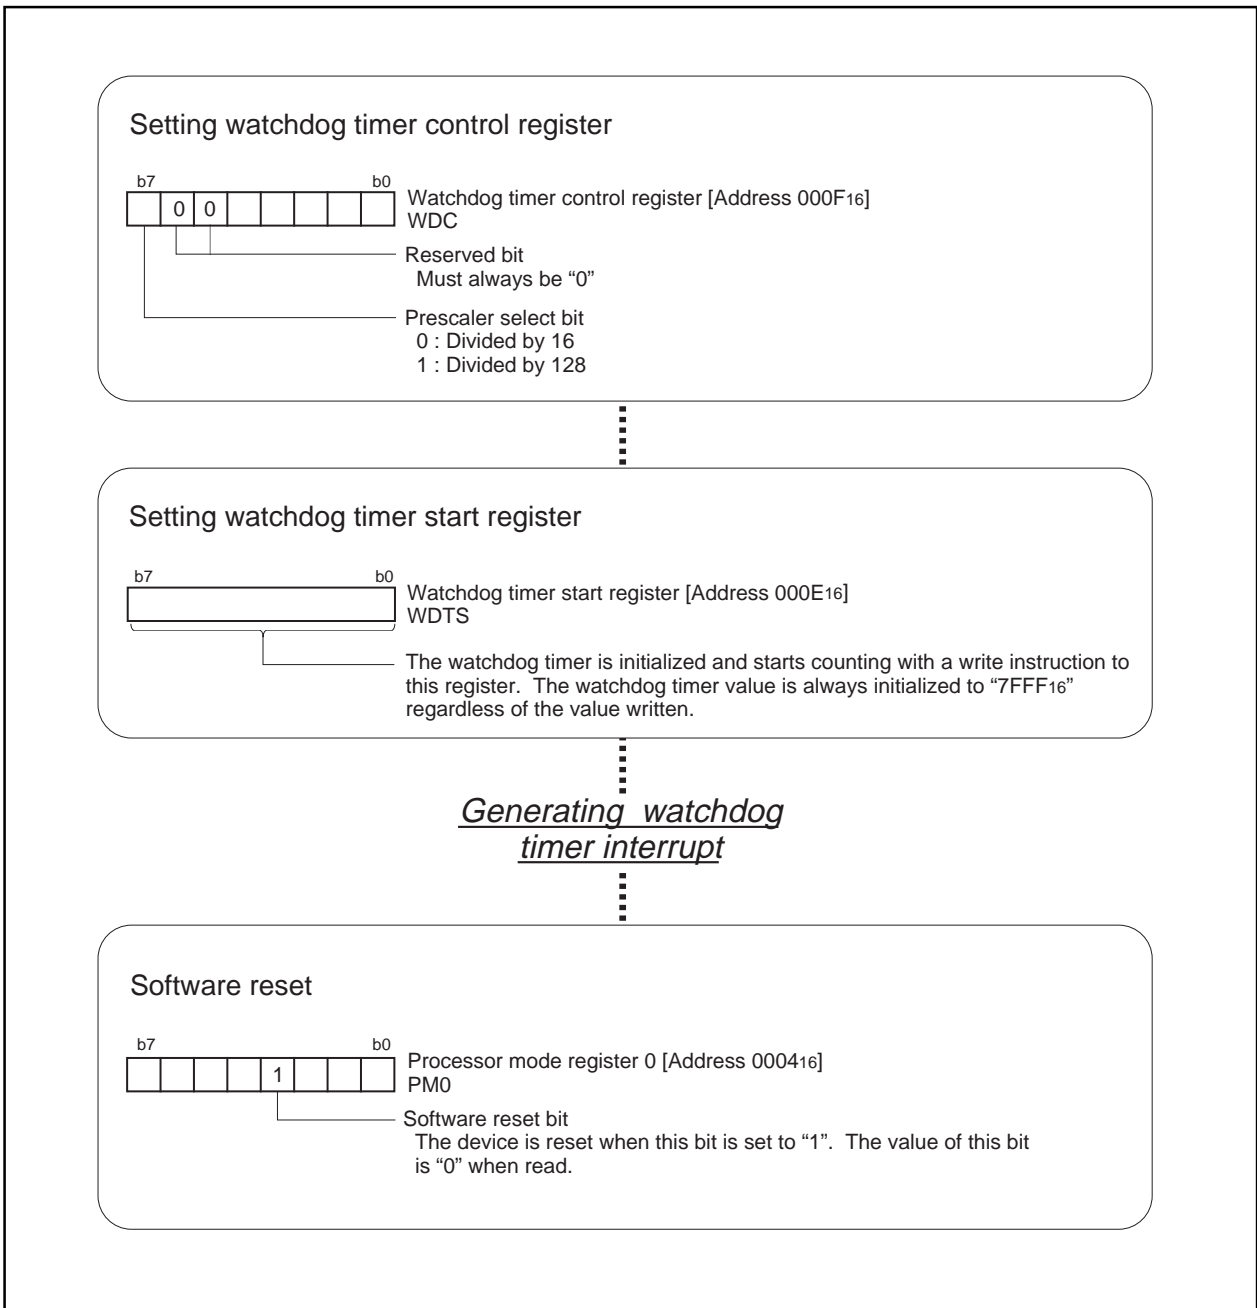 Setting watchdog timer control register
b7 b0
0 0
Watchdog timer control register [Address 000F16]
WDC
Reserved bit
Must always be “0”
Prescaler select bit
0 : Divided by 16
1 : Divided by 128
Setting watchdog timer start register
b7 b0
Watchdog timer start register [Address 000E16]
WDTS
The watchdog timer is initialized and starts counting with a write instruction to
this register. The watchdog timer value is always initialized to “7FFF16”
regardless of the value written.
Generating watchdog
timer interrupt
Software reset
b7 b0
1
Processor mode register 0 [Address 000416]
PM0
Software reset bit
The device is reset when this bit is set to “1”. The value of this bit
is “0” when read.